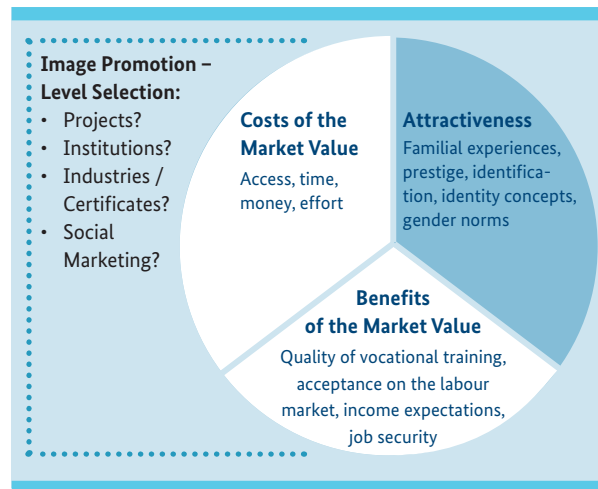 Image Promotion –
Level Selection:
• Projects?
• Institutions?
• Industries /
Certificates?
• Social
Marketing?
Costs of the
Market Value
Access, time,
money, effort
Attractiveness
Familial experiences,
prestige, identifica-
tion, identity concepts,
gender norms
Benefits
of the Market Value
Quality of vocational training,
acceptance on the labour
market, income expectations,
job security